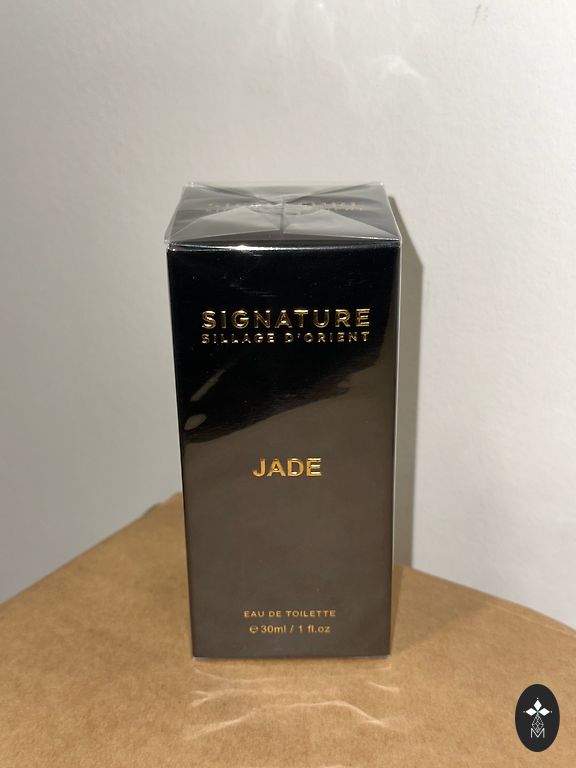 SIGNATURE
SILLAGE D'ORIENT
JADE
EAU DE TOILETTE
℮ 30ml / 1 fl.oz
M